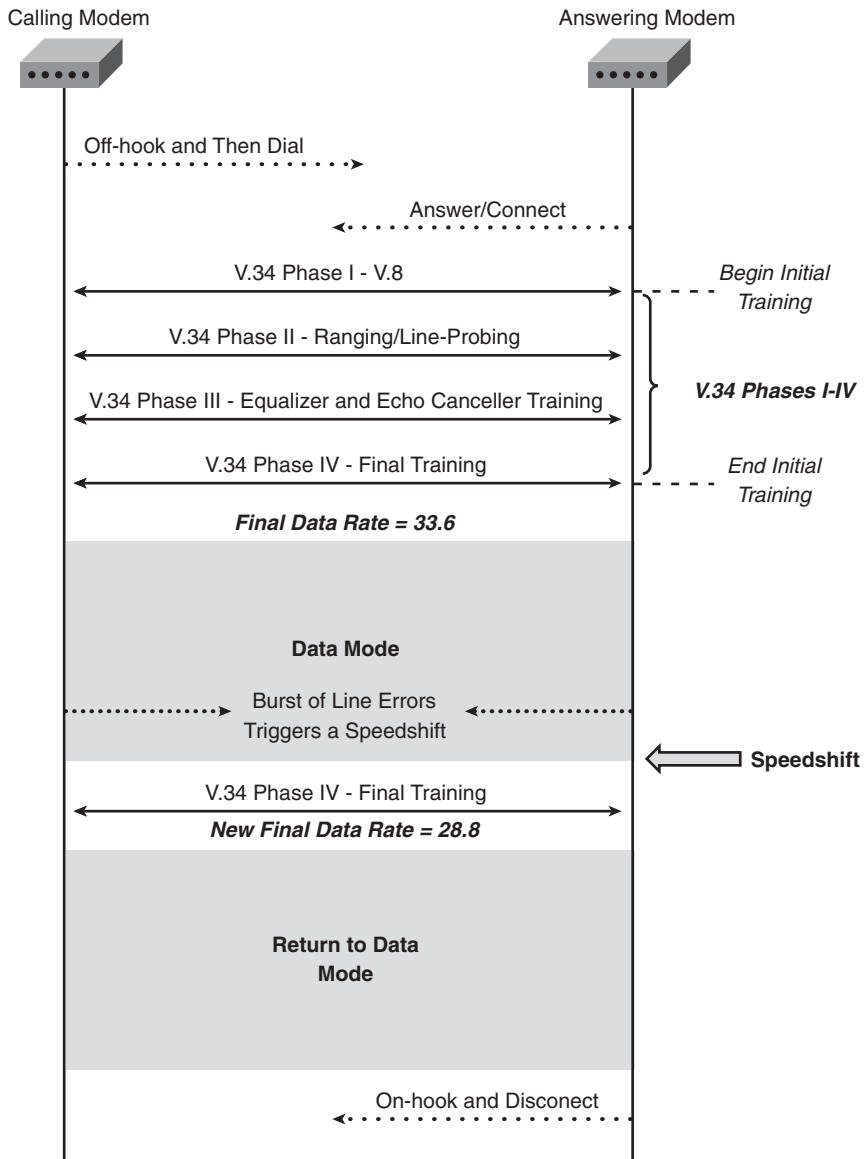 Calling Modem
Answering Modem
Off-hook and Then Dial
Answer/Connect
V.34 Phase I - V.8
Begin Initial
Training
V.34 Phase II - Ranging/Line-Probing
V.34 Phases I-IV
V.34 Phase III - Equalizer and Echo Canceller Training
V.34 Phase IV - Final Training
End Initial
Training
Final Data Rate = 33.6
Data Mode
Burst of Line Errors
Triggers a Speedshift
Speedshift
V.34 Phase IV - Final Training
New Final Data Rate = 28.8
Return to Data
Mode
On-hook and Disconect